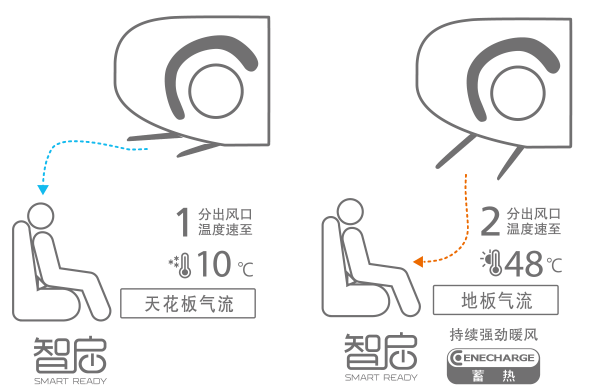 1 分出风口
温度速至
10 ℃
天花板气流
智启
SMART READY
2 分出风口
温度速至
48 ℃
地板气流
智启
SMART READY
持续强劲暖风
ENECHARGE
蓄 热